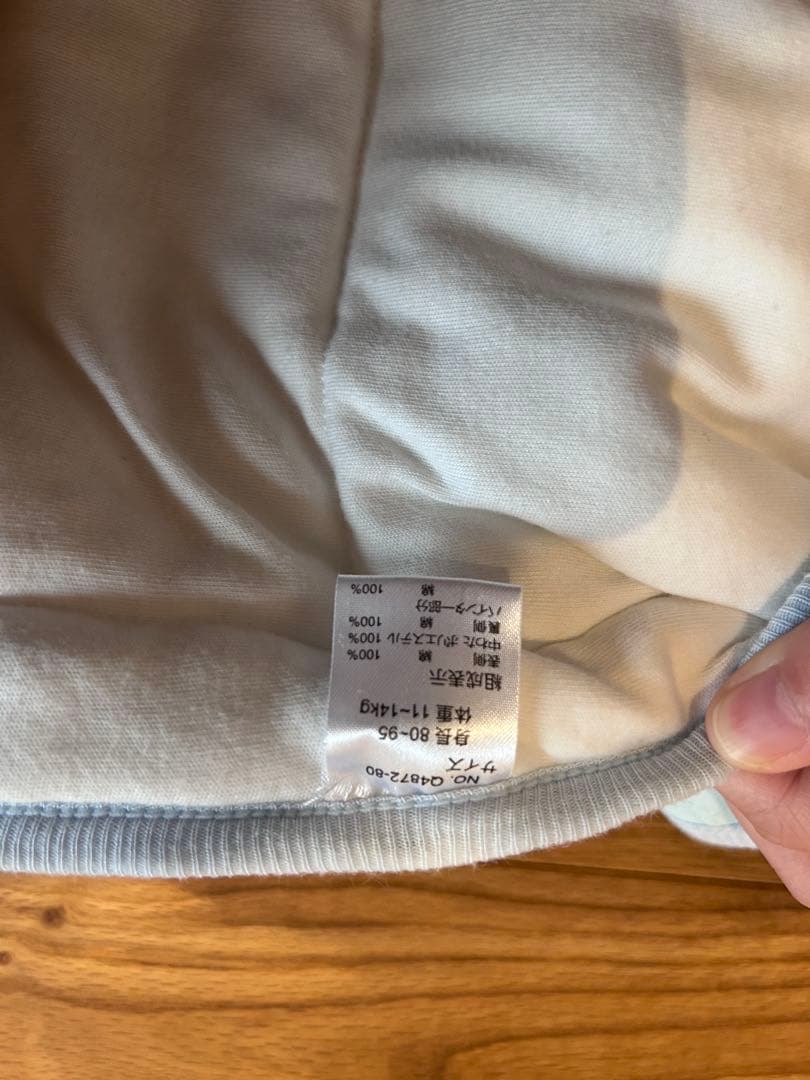 NO. Q4872-80
サイズ
身長 80~95
体重 11~14kg
組成表示
表側 綿 100%
中わた ポリエステル 100%
裏側 綿 100%
バインター部分
綿 100%